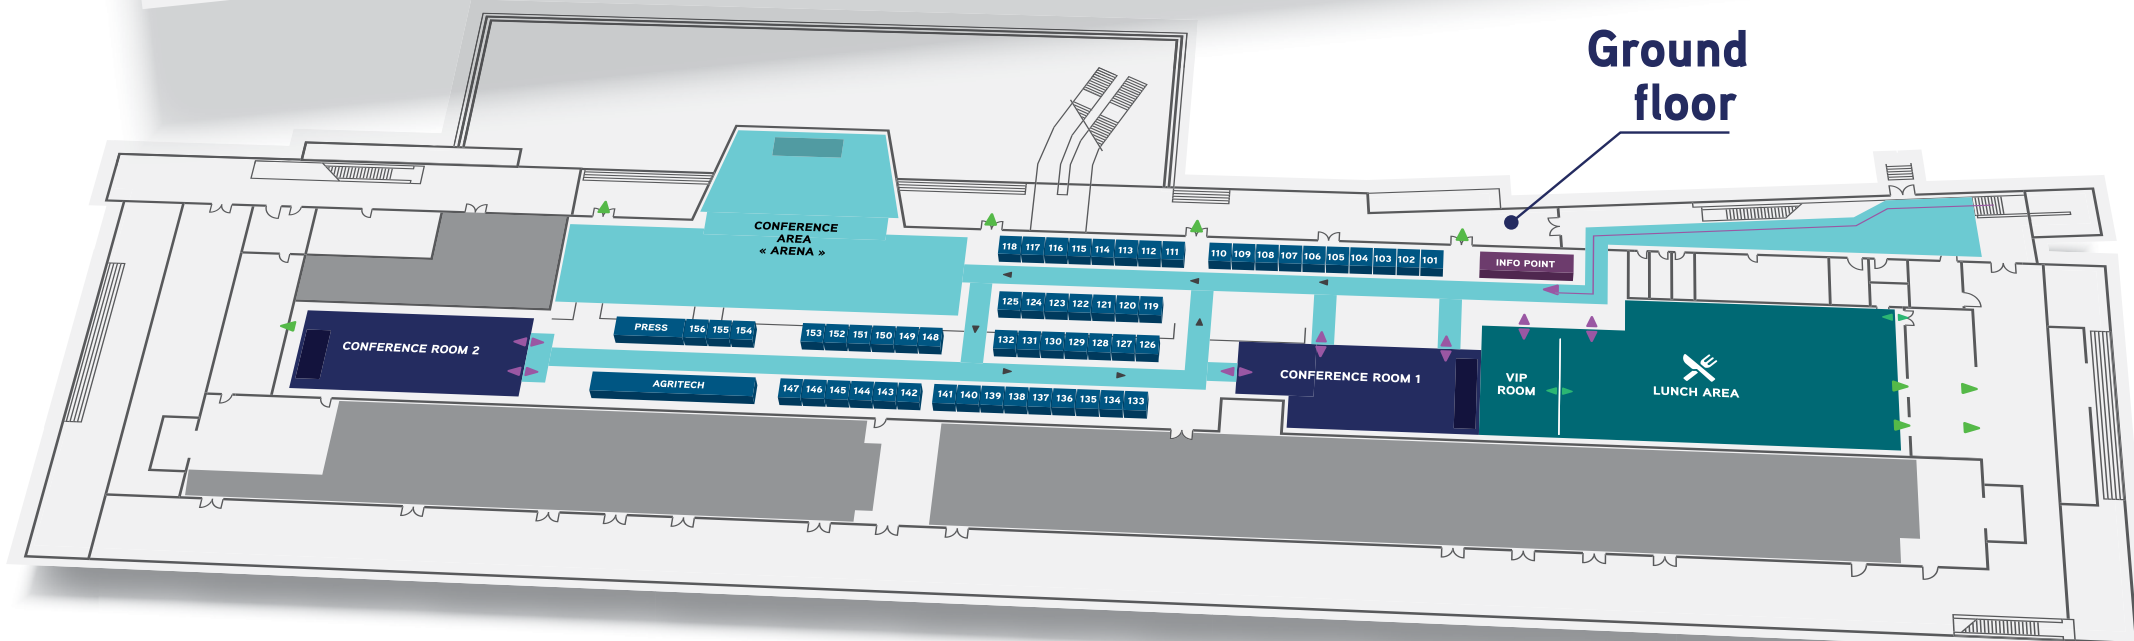 Ground
floor
CONFERENCE
AREA
« ARENA »
118 117 116 115 114 113 112 111
110 109 108 107 106 105 104 103 102 101
INFO POINT
125 124 123 122 121 120 119
PRESS 156 155 154
153 152 151 150 149 148
132 131 130 129 128 127 126
CONFERENCE ROOM 2
CONFERENCE ROOM 1
VIP
ROOM
LUNCH AREA
AGRITECH
147 146 145 144 143 142
141 140 139 138 137 136 135 134 133